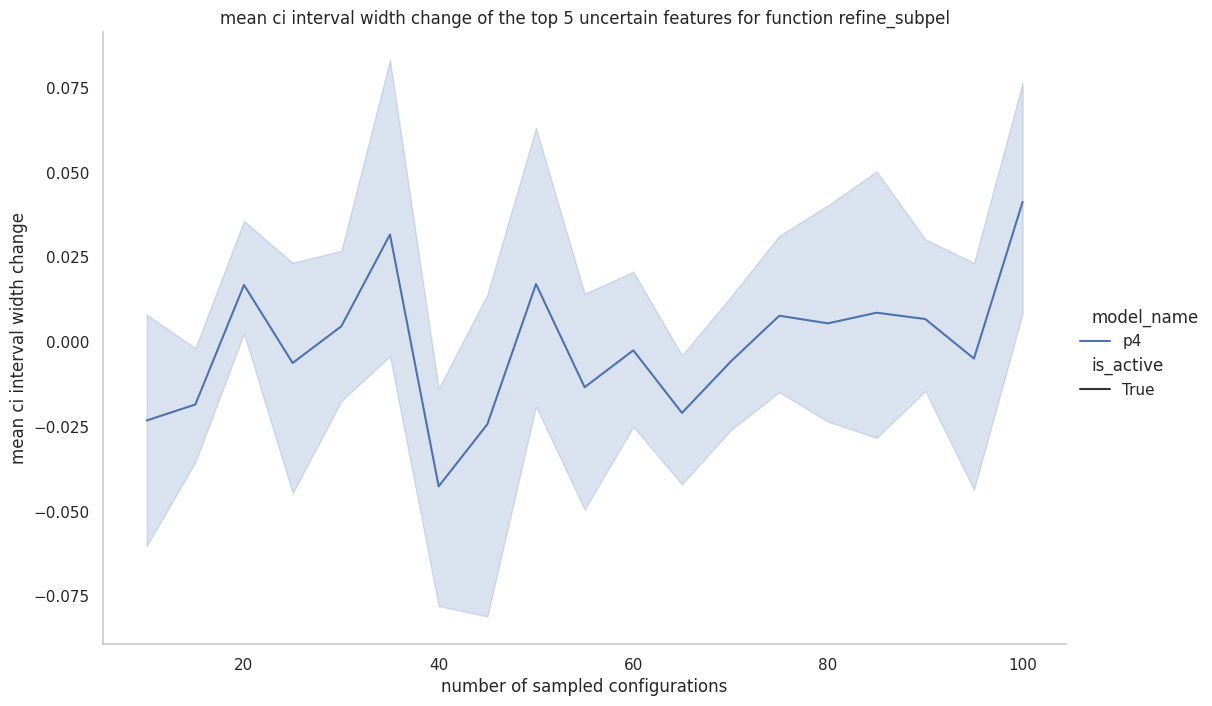 mean ci interval width change of the top 5 uncertain features for function refine_subpel
0.075
0.050
0.025
0.000
−0.025
−0.050
−0.075
mean ci interval width change
20
40
60
80
100
number of sampled configurations
model_name
p4
is_active
True